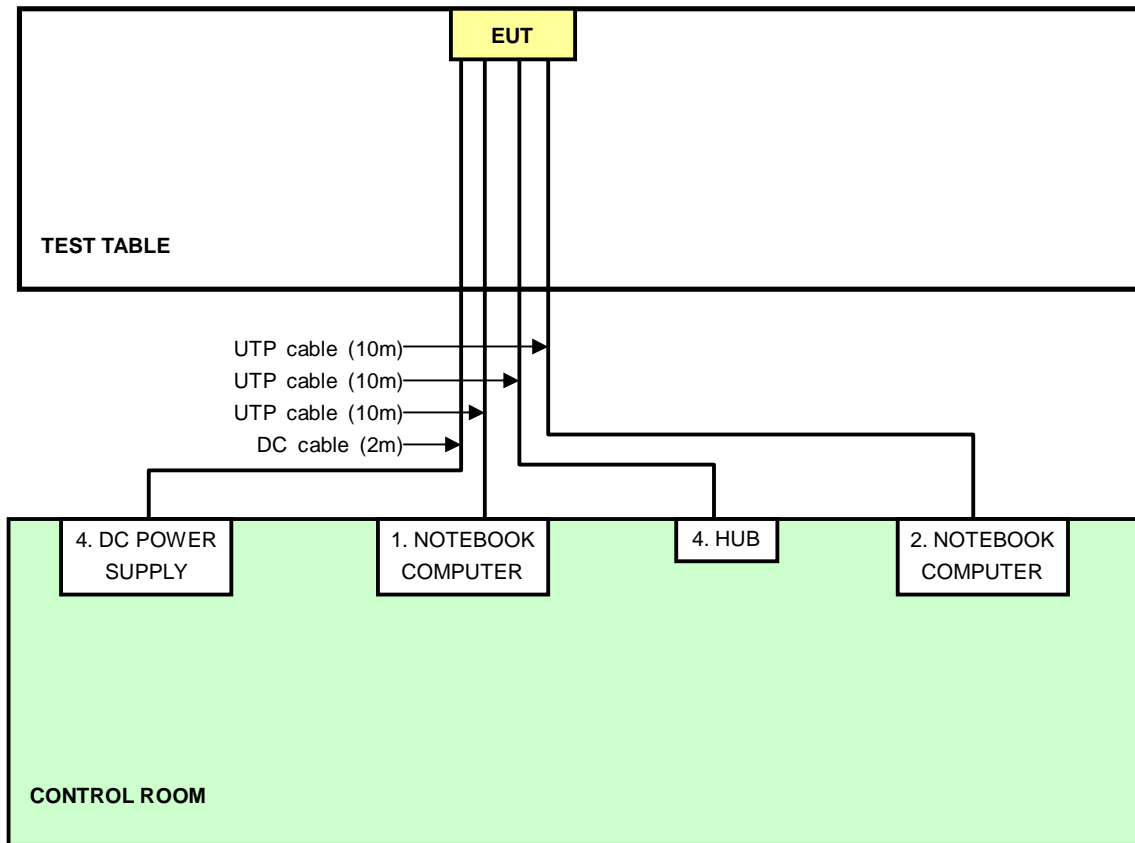 EUT
TEST TABLE
UTP cable (10m)
UTP cable (10m)
UTP cable (10m)
DC cable (2m)
4. DC POWER
SUPPLY
1. NOTEBOOK
COMPUTER
4. HUB
2. NOTEBOOK
COMPUTER
CONTROL ROOM